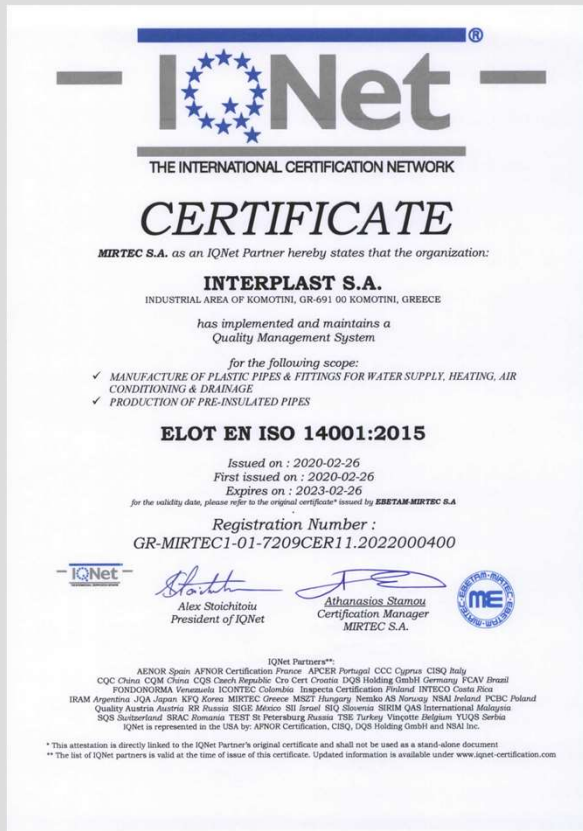 ®
IQNet
THE INTERNATIONAL CERTIFICATION NETWORK
CERTIFICATE
MIRTEC S.A. as an IQNet Partner hereby states that the organization:
INTERPLAST S.A.
INDUSTRIAL AREA OF KOMOTINI, GR-691 00 KOMOTINI, GREECE
has implemented and maintains a
Quality Management System
for the following scope:
✓ MANUFACTURE OF PLASTIC PIPES & FITTINGS FOR WATER SUPPLY, HEATING, AIR
CONDITIONING & DRAINAGE
✓ PRODUCTION OF PRE-INSULATED PIPES
ELOT EN ISO 14001:2015
Issued on : 2020-02-26
First issued on : 2020-02-26
Expires on : 2023-02-26
for the validity date, please refer to the original certificate* issued by EBETAM-MIRTEC S.A
Registration Number :
GR-MIRTEC1-01-7209CER11.2022000400
IQNet
Alex Stoichitoiu
President of IQNet
Athanasios Stamou
Certification Manager
MIRTEC S.A.
ME
IQNet Partners**:
AENOR Spain AFNOR Certification France APCER Portugal CCC Cyprus CISQ Italy
CQC China CQM China CQS Czech Republic Cro Cert Croatia DQS Holding GmbH Germany FCAV Brazil
FONDONORMA Venezuela ICONTEC Colombia Inspecta Certification Finland INTECO Costa Rica
IRAM Argentina JQA Japan KFQ Korea MIRTEC Greece MSZT Hungary Nemko AS Norway NSAI Ireland PCBC Poland
Quality Austria Austria RR Russia SIGE México SII Israel SIQ Slovenia SIRIM QAS International Malaysia
SQS Switzerland SRAC Romania TEST St Petersburg Russia TSE Turkey Vinçotte Belgium YUQS Serbia
IQNet is represented in the USA by: AFNOR Certification, CISQ, DQS Holding GmbH and NSAI Inc.
* This attestation is directly linked to the IQNet Partner's original certificate and shall not be used as a stand-alone document
** The list of IQNet partners is valid at the time of issue of this certificate. Updated information is available under www.iqnet-certification.com